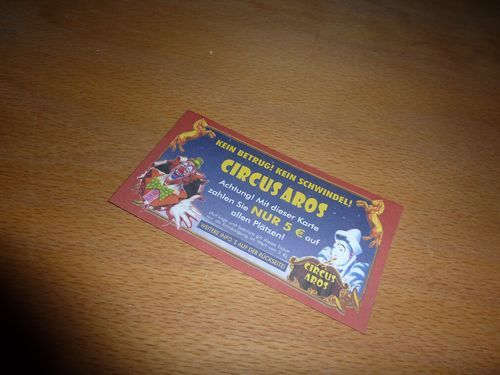 KEIN BETRUG! KEIN SCHWINDEL!
CIRCUS AROS
Achtung! Mit dieser Karte
zahlen Sie NUR 5 € auf
allen Plätzen!
WEITERE INFO´S AUF DER RÜCKSEITE!
CIRCUS
AROS